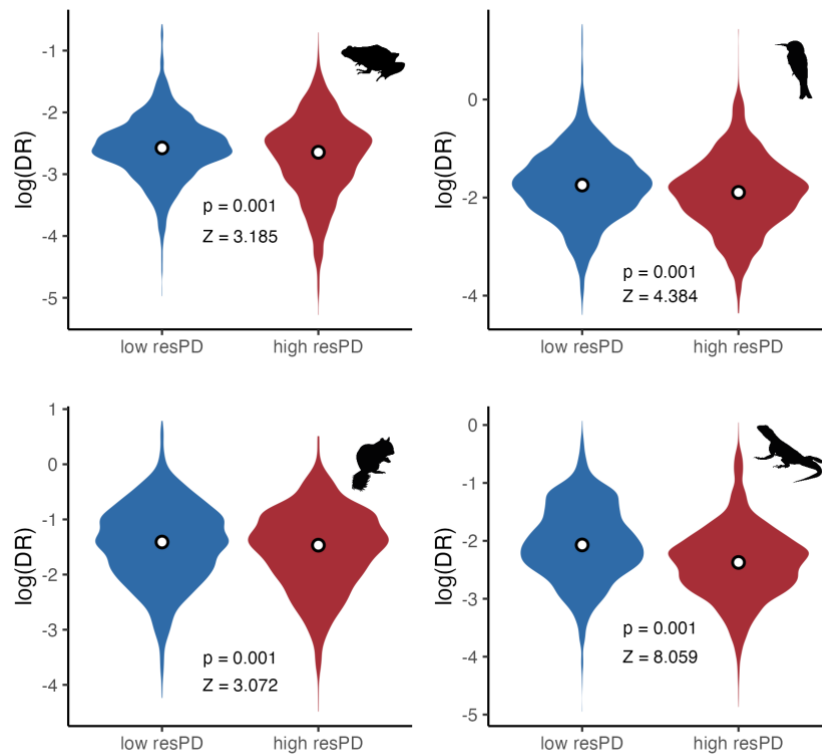 log(DR)
-1
-2
-3
-4
-5
p = 0.001
Z = 3.185
low resPD high resPD
log(DR)
0
-2
-4
p = 0.001
Z = 4.384
low resPD high resPD
log(DR)
1
0
-1
-2
-3
-4
p = 0.001
Z = 3.072
low resPD high resPD
log(DR)
0
-1
-2
-3
-4
-5
p = 0.001
Z = 8.059
low resPD high resPD